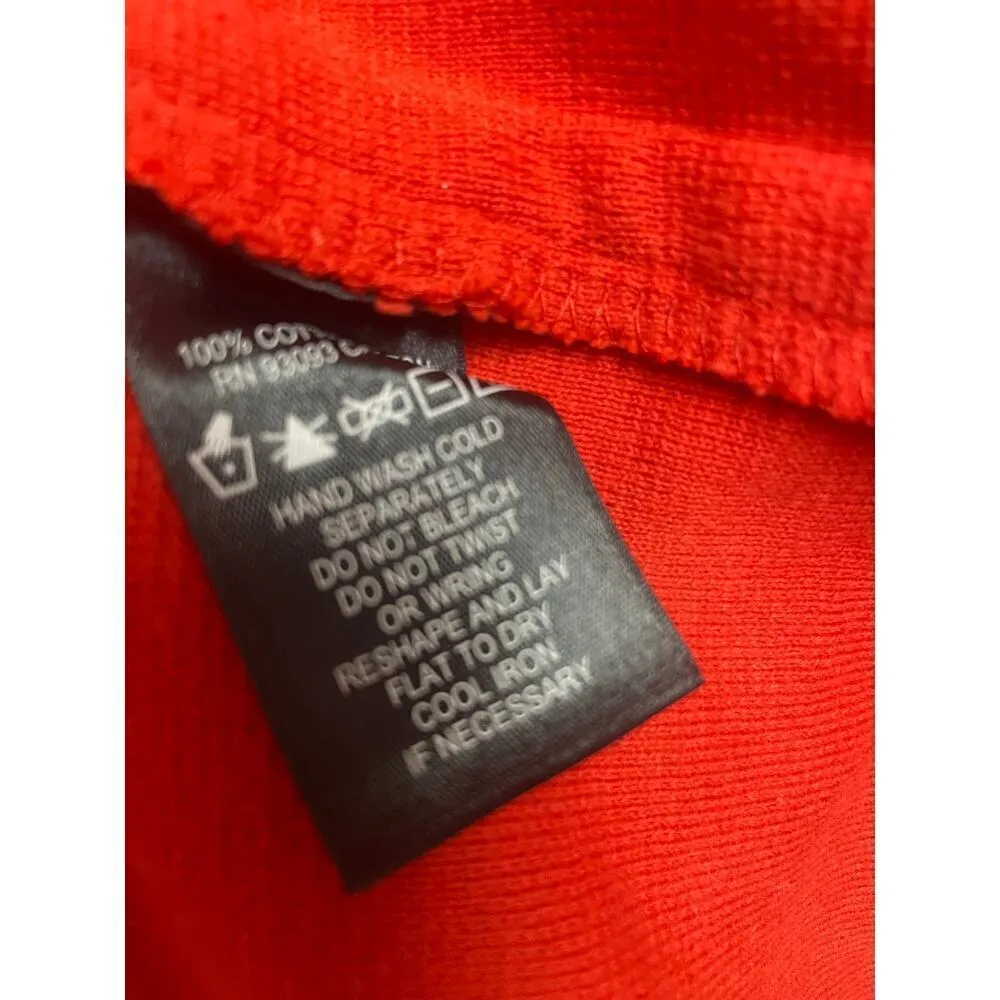 100% COT
RN 93093 C
HAND WASH COLD
SEPARATELY
DO NOT BLEACH
DO NOT TWIST
OR WRING
RESHAPE AND LAY
FLAT TO DRY
COOL IRON
IF NECESSARY